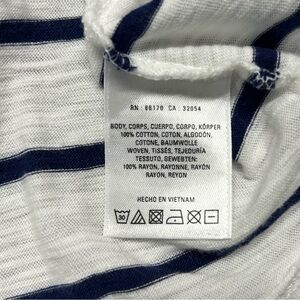 RN : 86170 CA : 32054
BODY, CORPS, CUERPO, CORPO, KÖRPER:
100% COTTON, COTON, ALGODÓN,
COTONE, BAUMWOLLE
WOVEN, TISSÉS, TEJEDURÍA
TESSUTO, GEWEBTEN:
100% RAYON, RAYONNE, RAYÓN
RAYON, REYON
HECHO EN VIETNAM
30